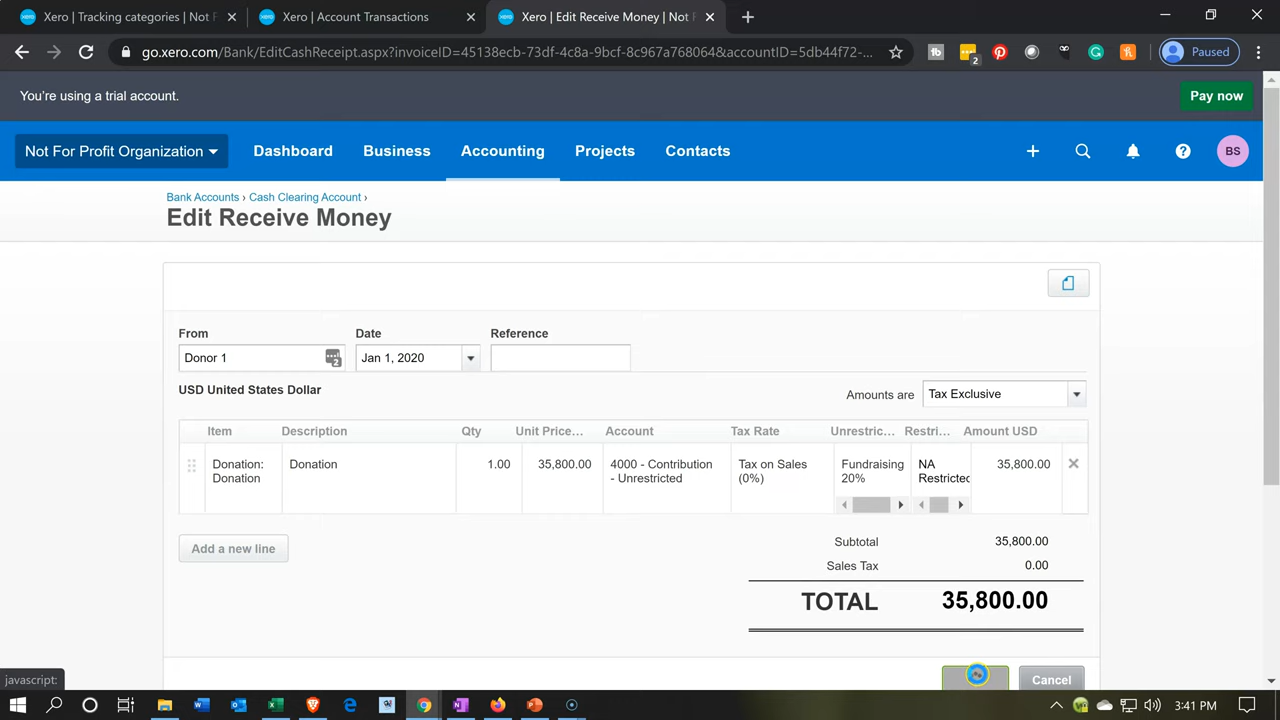 Xero | Tracking categories | Not F
Xero | Account Transactions
Xero | Edit Receive Money | Not F
go.xero.com/Bank/EditCashReceipt.aspx?invoiceID=45138ecb-73df-4c8a-9bcf-8c967a768064&accountID=5db44f72-...
2
Paused
You're using a trial account.
Pay now
Not For Profit Organization
Dashboard
Business
Accounting
Projects
Contacts
BS
Bank Accounts › Cash Clearing Account ›
Edit Receive Money
From
Date
Reference
Donor 1
Jan 1, 2020
USD United States Dollar
Amounts are
Tax Exclusive
Item
Description
Qty
Unit Price...
Account
Tax Rate
Unrestric...
Restri...
Amount USD
Donation:
Donation
Donation
1.00
35,800.00
4000 - Contribution
- Unrestricted
Tax on Sales
(0%)
Fundraising
20%
NA
Restricted
35,800.00
Add a new line
Subtotal
35,800.00
Sales Tax
0.00
TOTAL
35,800.00
Cancel
javascript:
3:41 PM